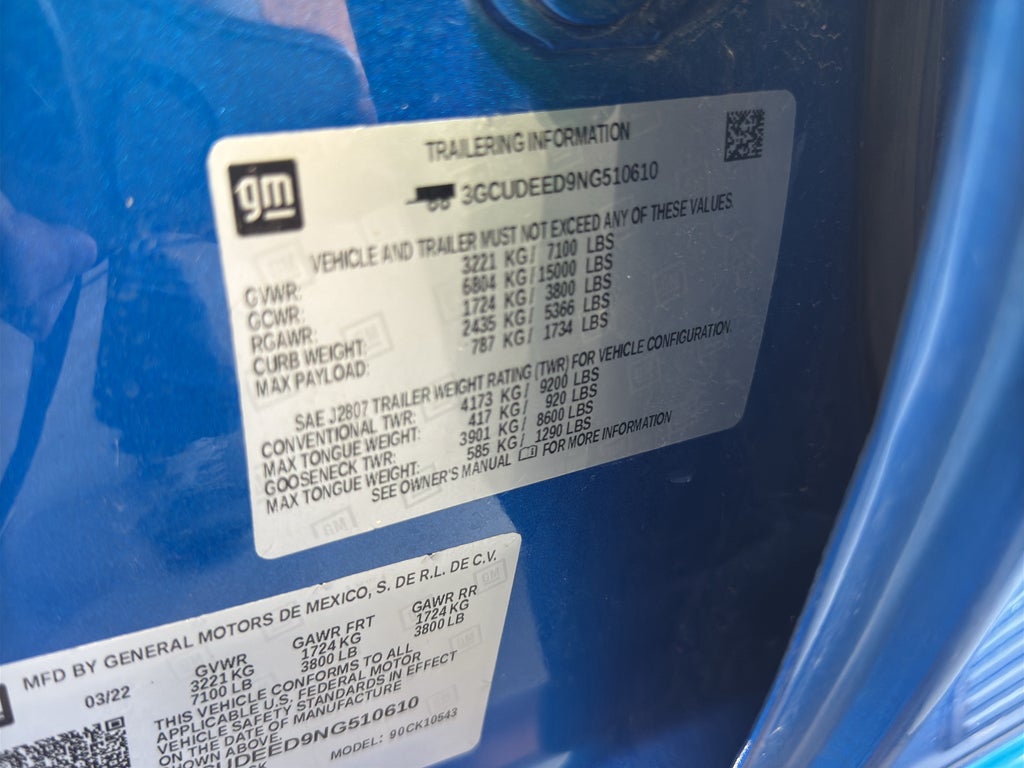 gm
TRAILERING INFORMATION
3GCUDEED9NG510610
VEHICLE AND TRAILER MUST NOT EXCEED ANY OF THESE VALUES.
GVWR: 3221 KG/ 7100 LBS
GCWR: 6804 KG/ 15000 LBS
RGAWR: 1724 KG/ 3800 LBS
CURB WEIGHT: 2435 KG/ 5366 LBS
MAX PAYLOAD: 787 KG/ 1734 LBS
SAE J2807 TRAILER WEIGHT RATING (TWR) FOR VEHICLE CONFIGURATION.
CONVENTIONAL TWR: 4173 KG/ 9200 LBS
MAX TONGUE WEIGHT: 417 KG/ 920 LBS
GOOSENECK TWR: 3901 KG/ 8600 LBS
MAX TONGUE WEIGHT: 585 KG/ 1290 LBS
SEE OWNER'S MANUAL FOR MORE INFORMATION
MFD BY GENERAL MOTORS DE MEXICO, S. DE R.L. DE C.V.
03/22 GVWR GAWR FRT GAWR RR
3221 KG 1724 KG 1724 KG
7100 LB 3800 LB 3800 LB
THIS VEHICLE CONFORMS TO ALL
APPLICABLE U.S. FEDERAL MOTOR
VEHICLE SAFETY STANDARDS IN EFFECT
ON THE DATE OF MANUFACTURE
SHOWN ABOVE.
CUDEED9NG510610
MODEL: 90CK10543